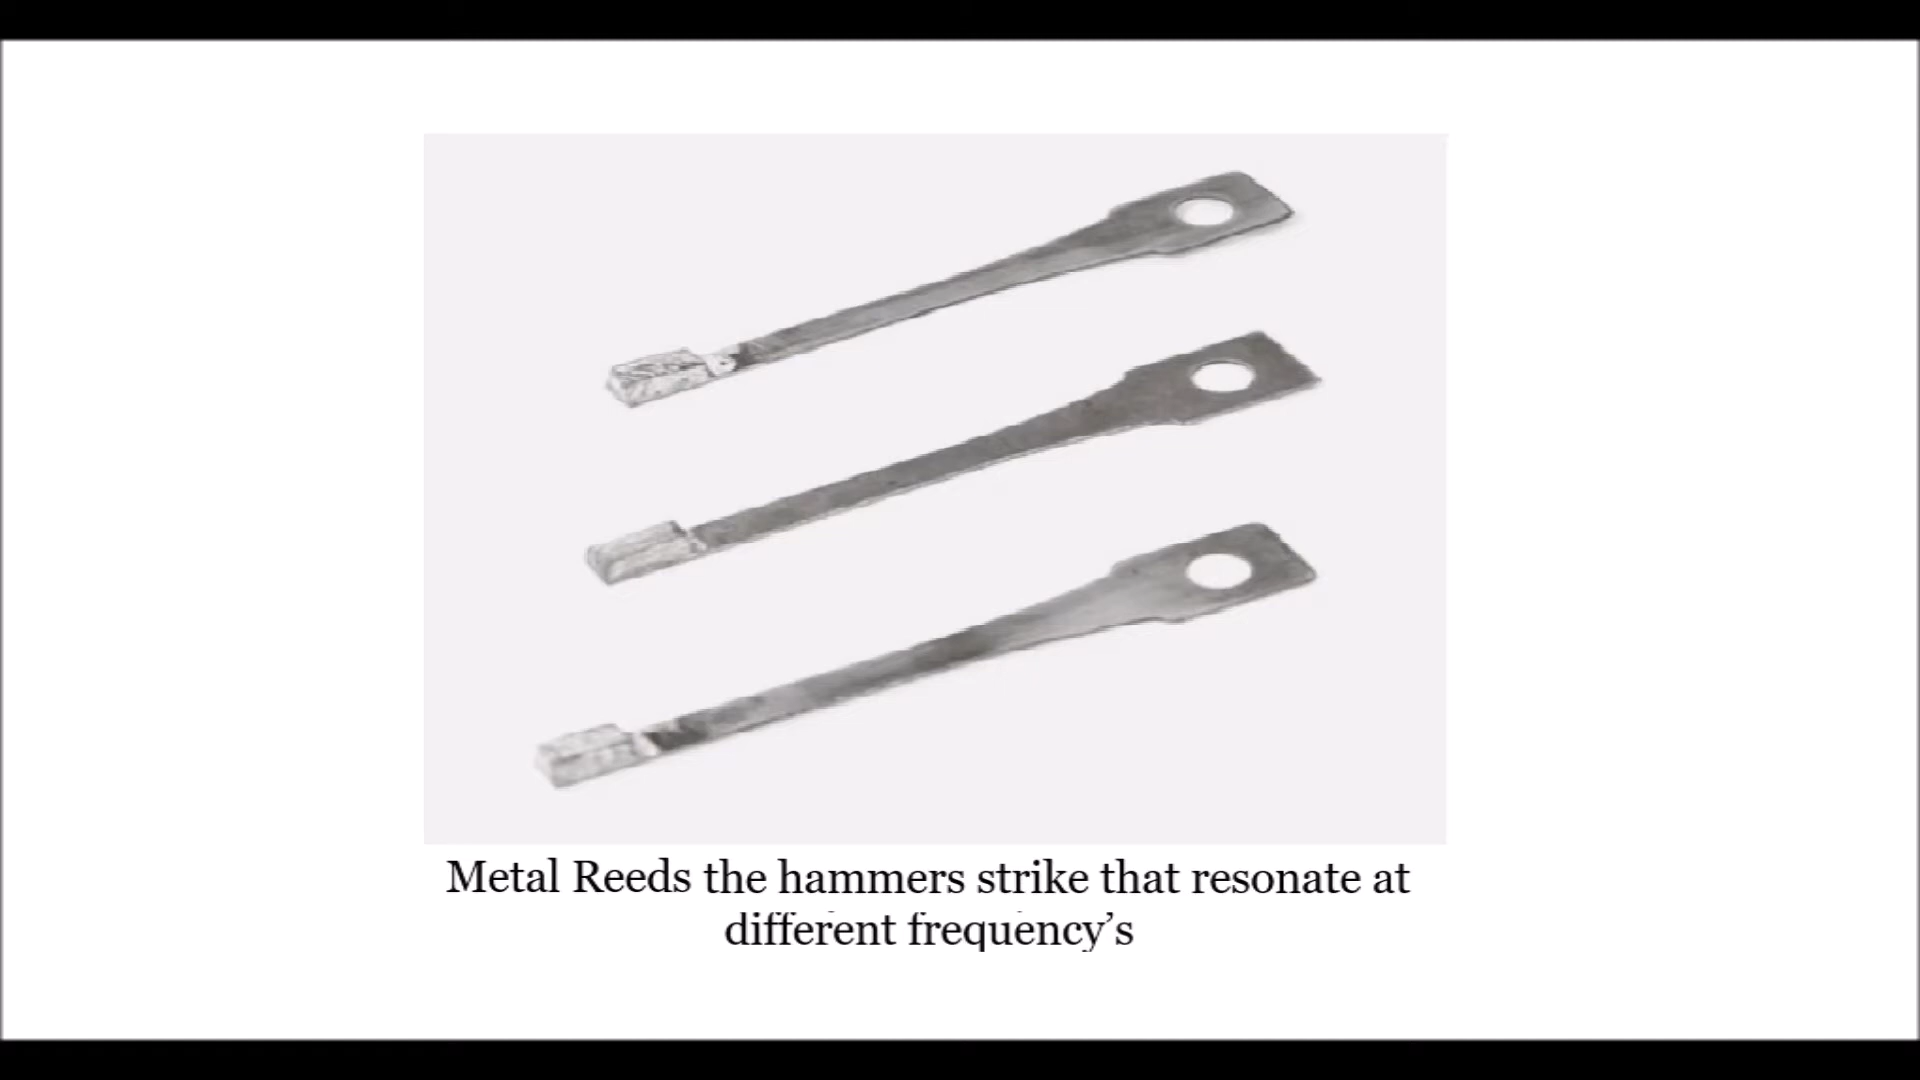 Metal Reeds the hammers strike that resonate at
different frequency’s